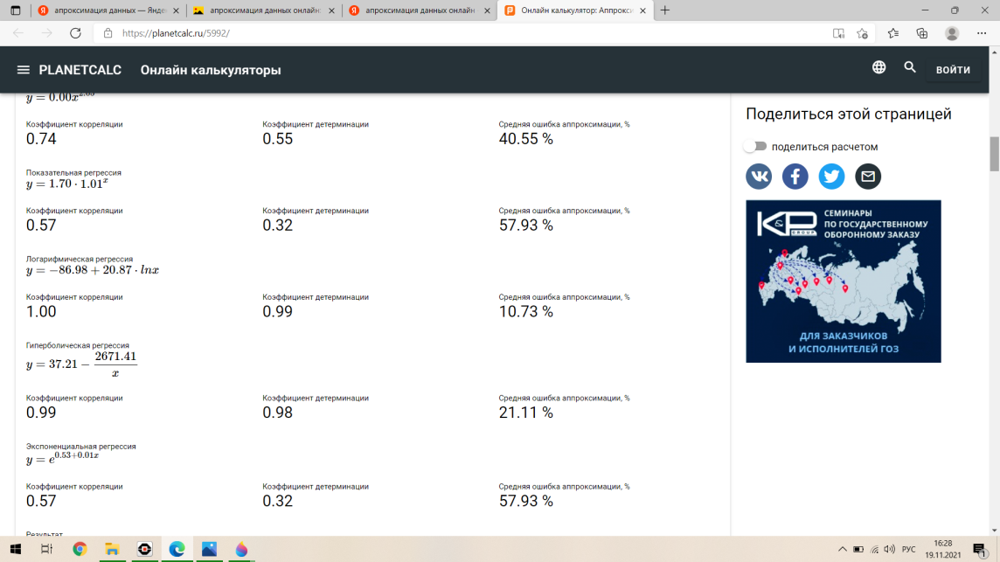 апроксимация данных — Янде
апроксимация данных онлайн
апроксимация данных онлайн
Онлайн калькулятор: Аппрокси
https://planetcalc.ru/5992/
PLANETCALC Онлайн калькуляторы
ВОЙТИ
y = 0.00x^2.65
Коэффициент корреляции
0.74
Коэффициент детерминации
0.55
Средняя ошибка аппроксимации, %
40.55 %
Показательная регрессия
y = 1.70 · 1.01^x
Коэффициент корреляции
0.57
Коэффициент детерминации
0.32
Средняя ошибка аппроксимации, %
57.93 %
Логарифмическая регрессия
y = −86.98 + 20.87 · lnx
Коэффициент корреляции
1.00
Коэффициент детерминации
0.99
Средняя ошибка аппроксимации, %
10.73 %
Гиперболическая регрессия
y = 37.21 − 2671.41/x
Коэффициент корреляции
0.99
Коэффициент детерминации
0.98
Средняя ошибка аппроксимации, %
21.11 %
Экспоненциальная регрессия
y = e^0.53+0.01x
Коэффициент корреляции
0.57
Коэффициент детерминации
0.32
Средняя ошибка аппроксимации, %
57.93 %
Результат
Поделиться этой страницей
поделиться расчетом
K&P GROUP
СЕМИНАРЫ
ПО ГОСУДАРСТВЕННОМУ
ОБОРОННОМУ ЗАКАЗУ
ДЛЯ ЗАКАЗЧИКОВ
И ИСПОЛНИТЕЛЕЙ ГОЗ
РУС
16:28
19.11.2021
1